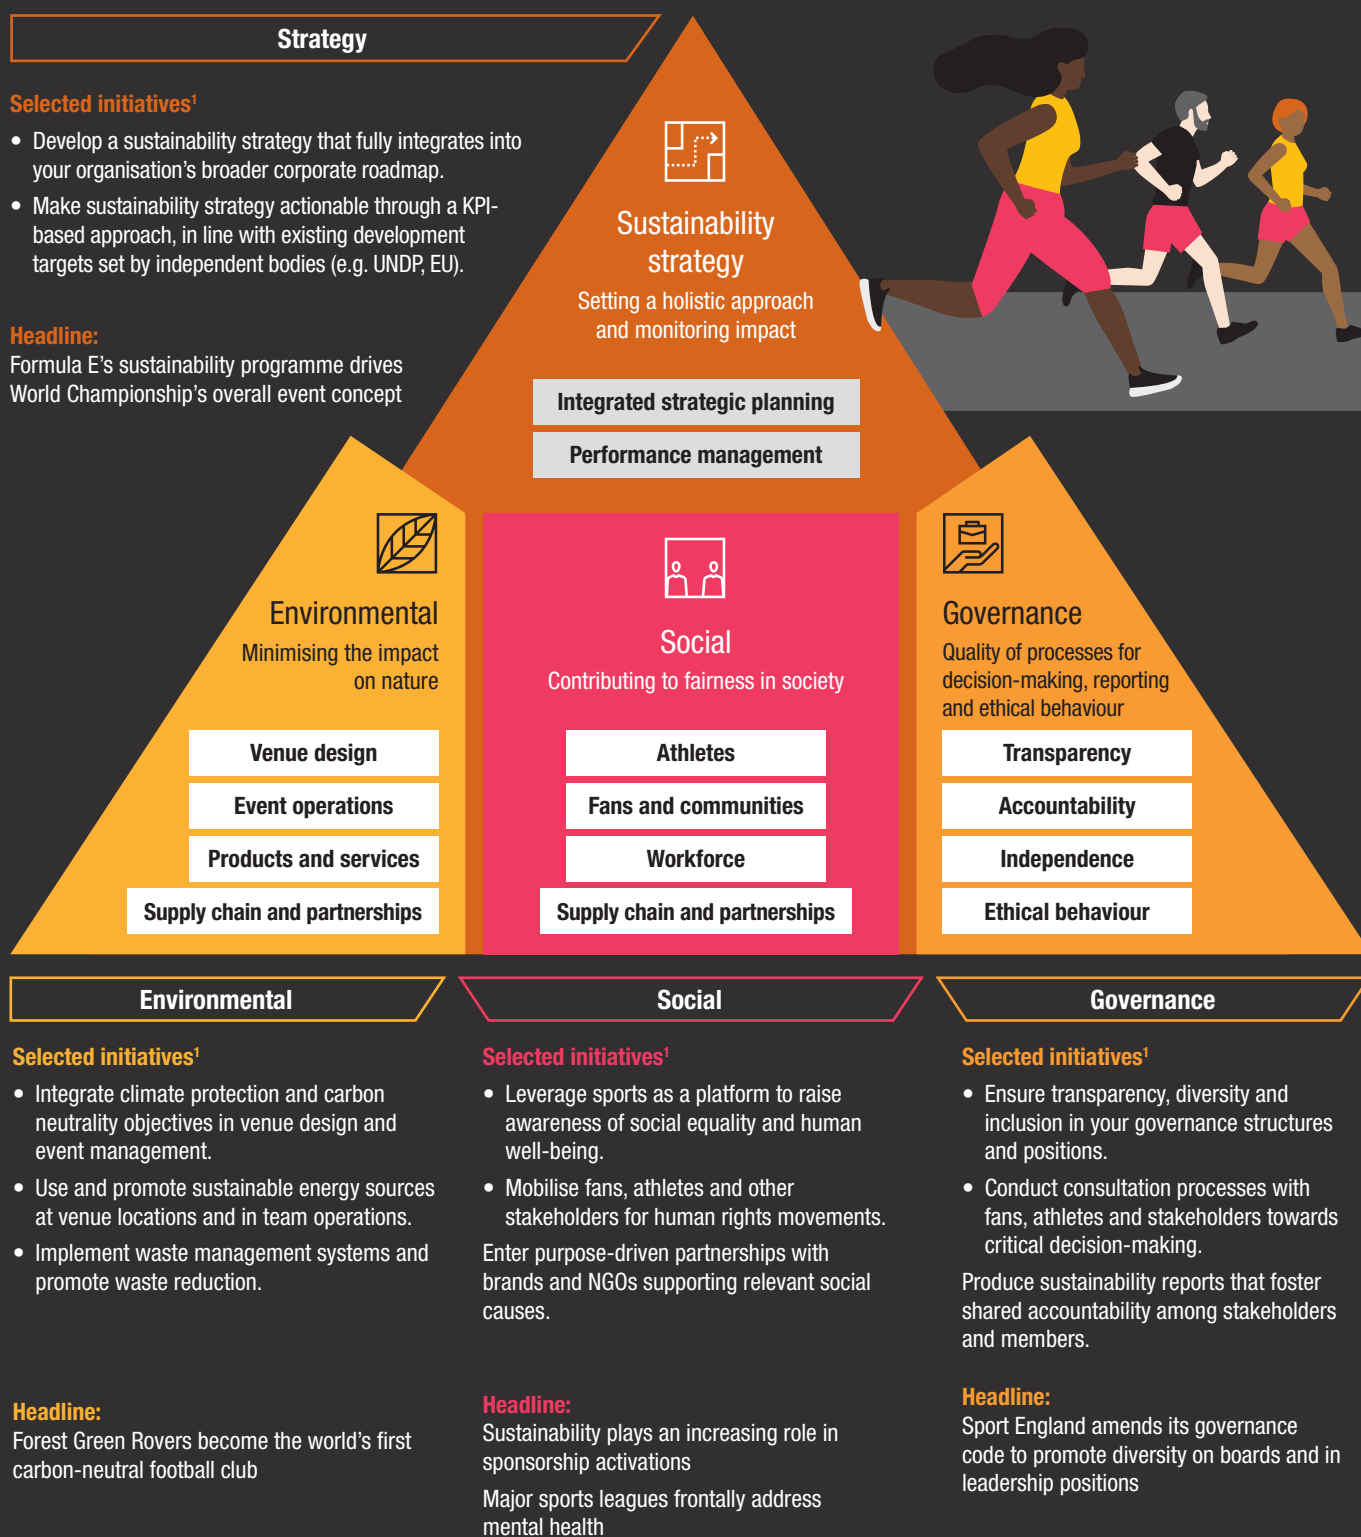 Strategy
Selected initiatives¹
• Develop a sustainability strategy that fully integrates into
your organisation's broader corporate roadmap.
• Make sustainability strategy actionable through a KPI-
based approach, in line with existing development
targets set by independent bodies (e.g. UNDP, EU).
Headline:
Formula E's sustainability programme drives
World Championship's overall event concept
Sustainability
strategy
Setting a holistic approach
and monitoring impact
Integrated strategic planning
Performance management
Environmental
Minimising the impact
on nature
Venue design
Event operations
Products and services
Supply chain and partnerships
Social
Contributing to fairness in society
Athletes
Fans and communities
Workforce
Supply chain and partnerships
Governance
Quality of processes for
decision-making, reporting
and ethical behaviour
Transparency
Accountability
Independence
Ethical behaviour
Environmental
Selected initiatives¹
• Integrate climate protection and carbon
neutrality objectives in venue design and
event management.
• Use and promote sustainable energy sources
at venue locations and in team operations.
• Implement waste management systems and
promote waste reduction.
Headline:
Forest Green Rovers become the world's first
carbon-neutral football club
Social
Selected initiatives¹
• Leverage sports as a platform to raise
awareness of social equality and human
well-being.
• Mobilise fans, athletes and other
stakeholders for human rights movements.
Enter purpose-driven partnerships with
brands and NGOs supporting relevant social
causes.
Headline:
Sustainability plays an increasing role in
sponsorship activations
Major sports leagues frontally address
mental health
Governance
Selected initiatives¹
• Ensure transparency, diversity and
inclusion in your governance structures
and positions.
• Conduct consultation processes with
fans, athletes and stakeholders towards
critical decision-making.
Produce sustainability reports that foster
shared accountability among stakeholders
and members.
Headline:
Sport England amends its governance
code to promote diversity on boards and in
leadership positions